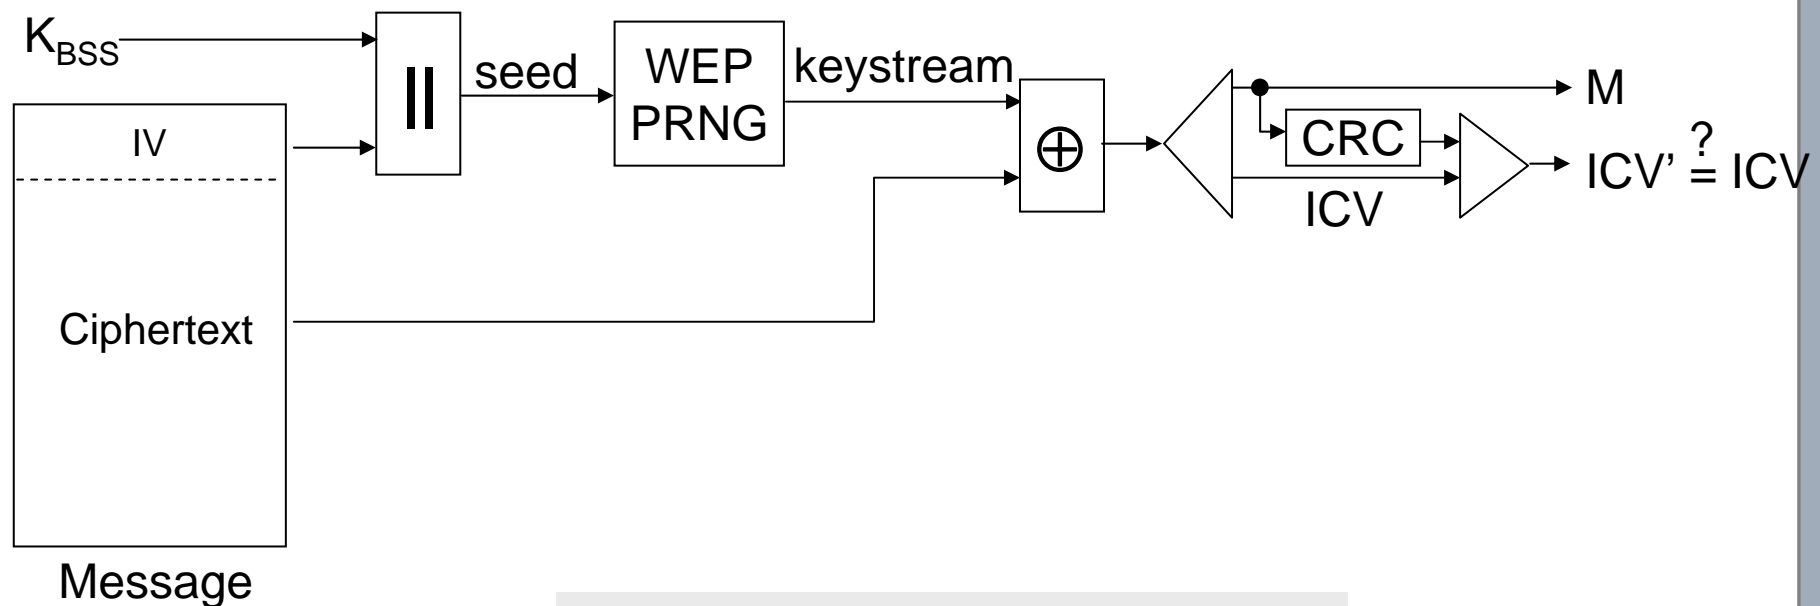 K_BSS
||
seed
WEP
PRNG
keystream
⊕
M
CRC
ICV
ICV’ ?= ICV
IV
Ciphertext
Message